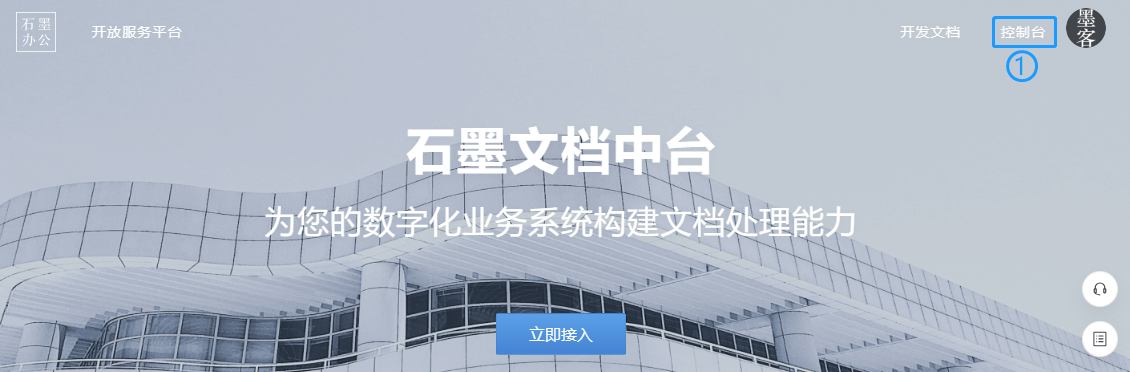 石墨
办公
开放服务平台
开发文档
控制台
墨
客
①
石墨文档中台
为您的数字化业务系统构建文档处理能力
立即接入